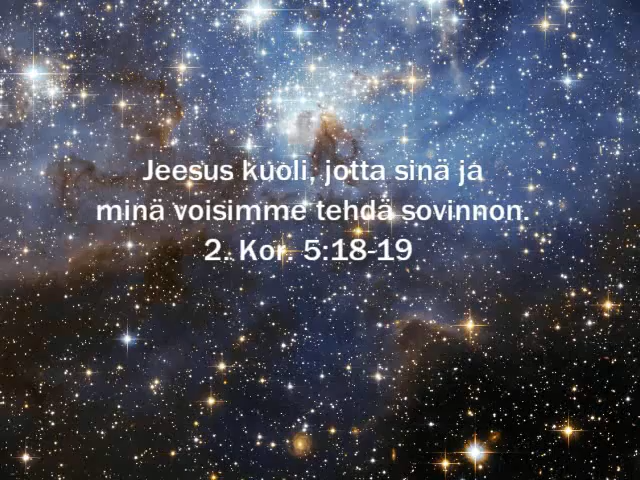 Jeesus kuoli, jotta sinä ja
minä voisimme tehdä sovinnon.
2. Kor. 5:18-19